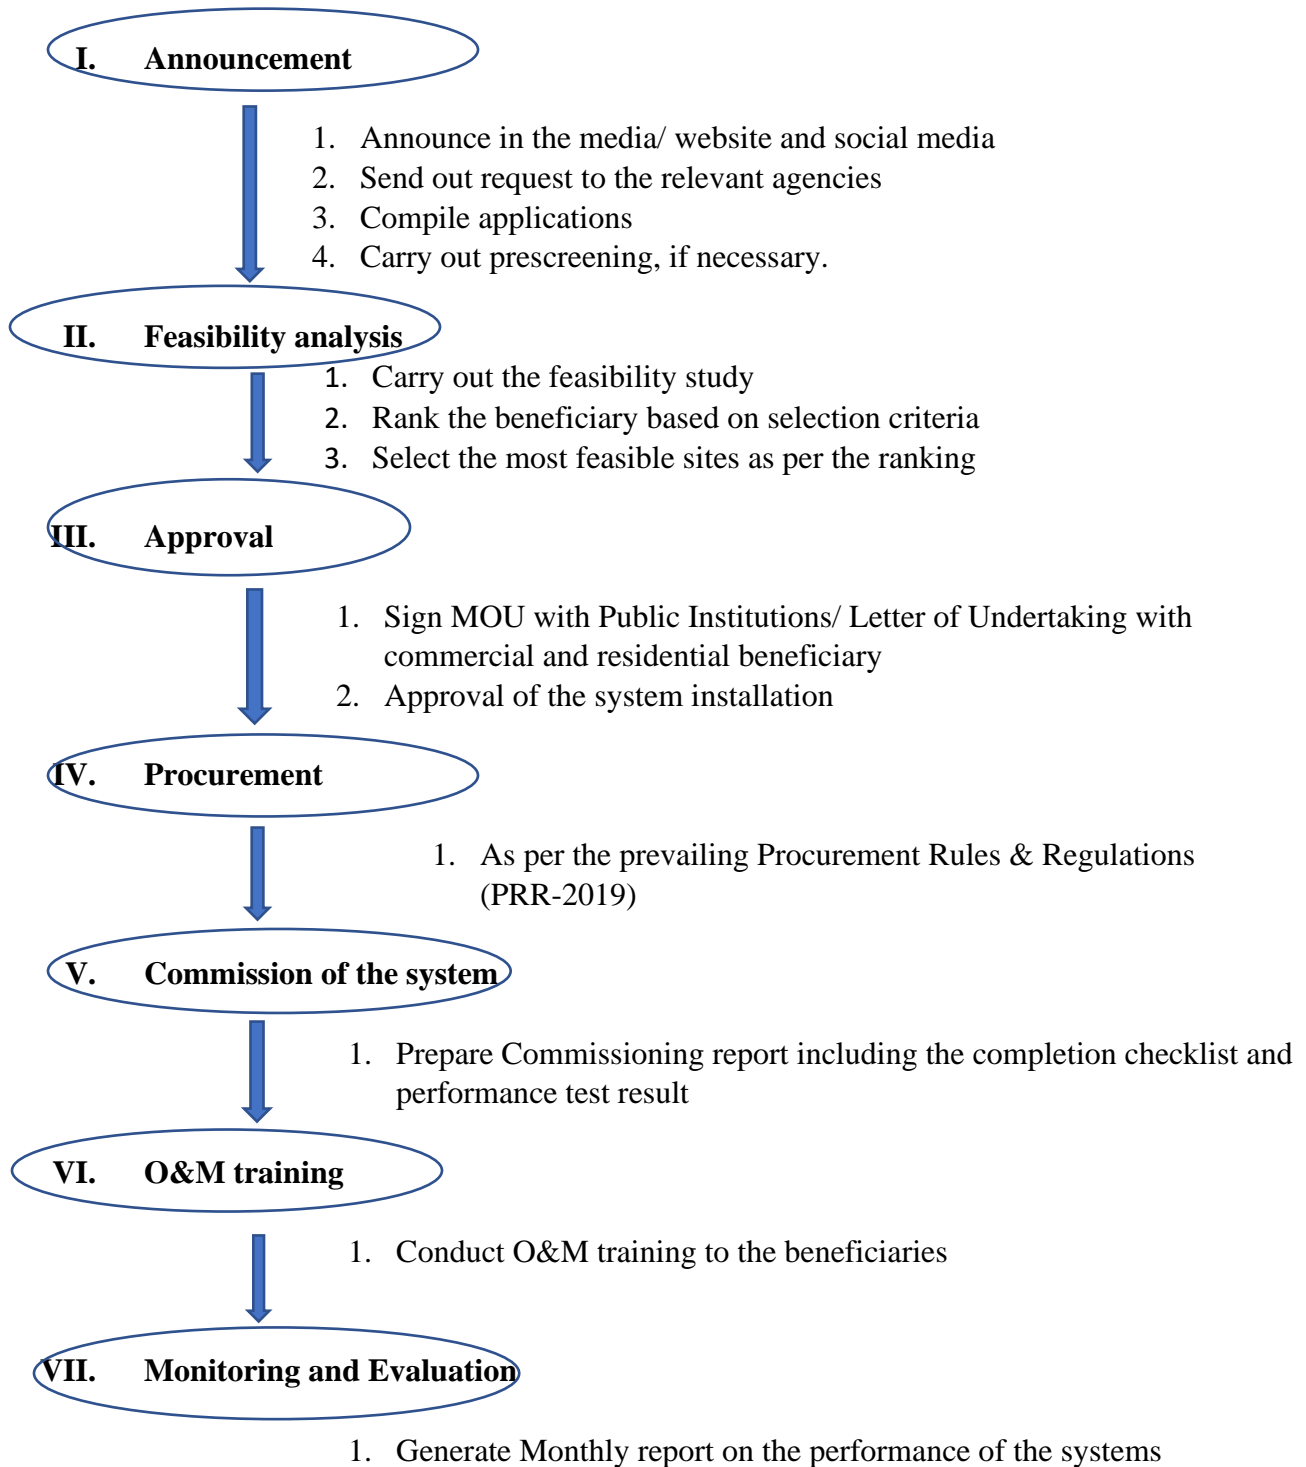 I. Announcement
1. Announce in the media/ website and social media
2. Send out request to the relevant agencies
3. Compile applications
4. Carry out prescreening, if necessary.
II. Feasibility analysis
1. Carry out the feasibility study
2. Rank the beneficiary based on selection criteria
3. Select the most feasible sites as per the ranking
III. Approval
1. Sign MOU with Public Institutions/ Letter of Undertaking with
commercial and residential beneficiary
2. Approval of the system installation
IV. Procurement
1. As per the prevailing Procurement Rules & Regulations
(PRR-2019)
V. Commission of the system
1. Prepare Commissioning report including the completion checklist and
performance test result
VI. O&M training
1. Conduct O&M training to the beneficiaries
VII. Monitoring and Evaluation
1. Generate Monthly report on the performance of the systems